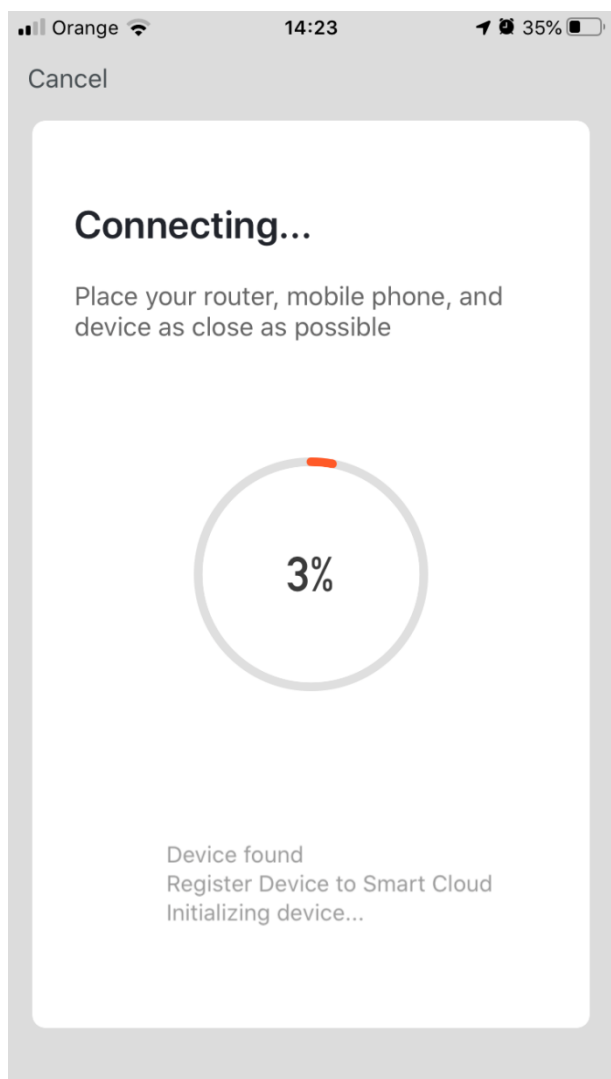 Orange 14:23 35%
Cancel
Connecting...
Place your router, mobile phone, and
device as close as possible
3%
Device found
Register Device to Smart Cloud
Initializing device...